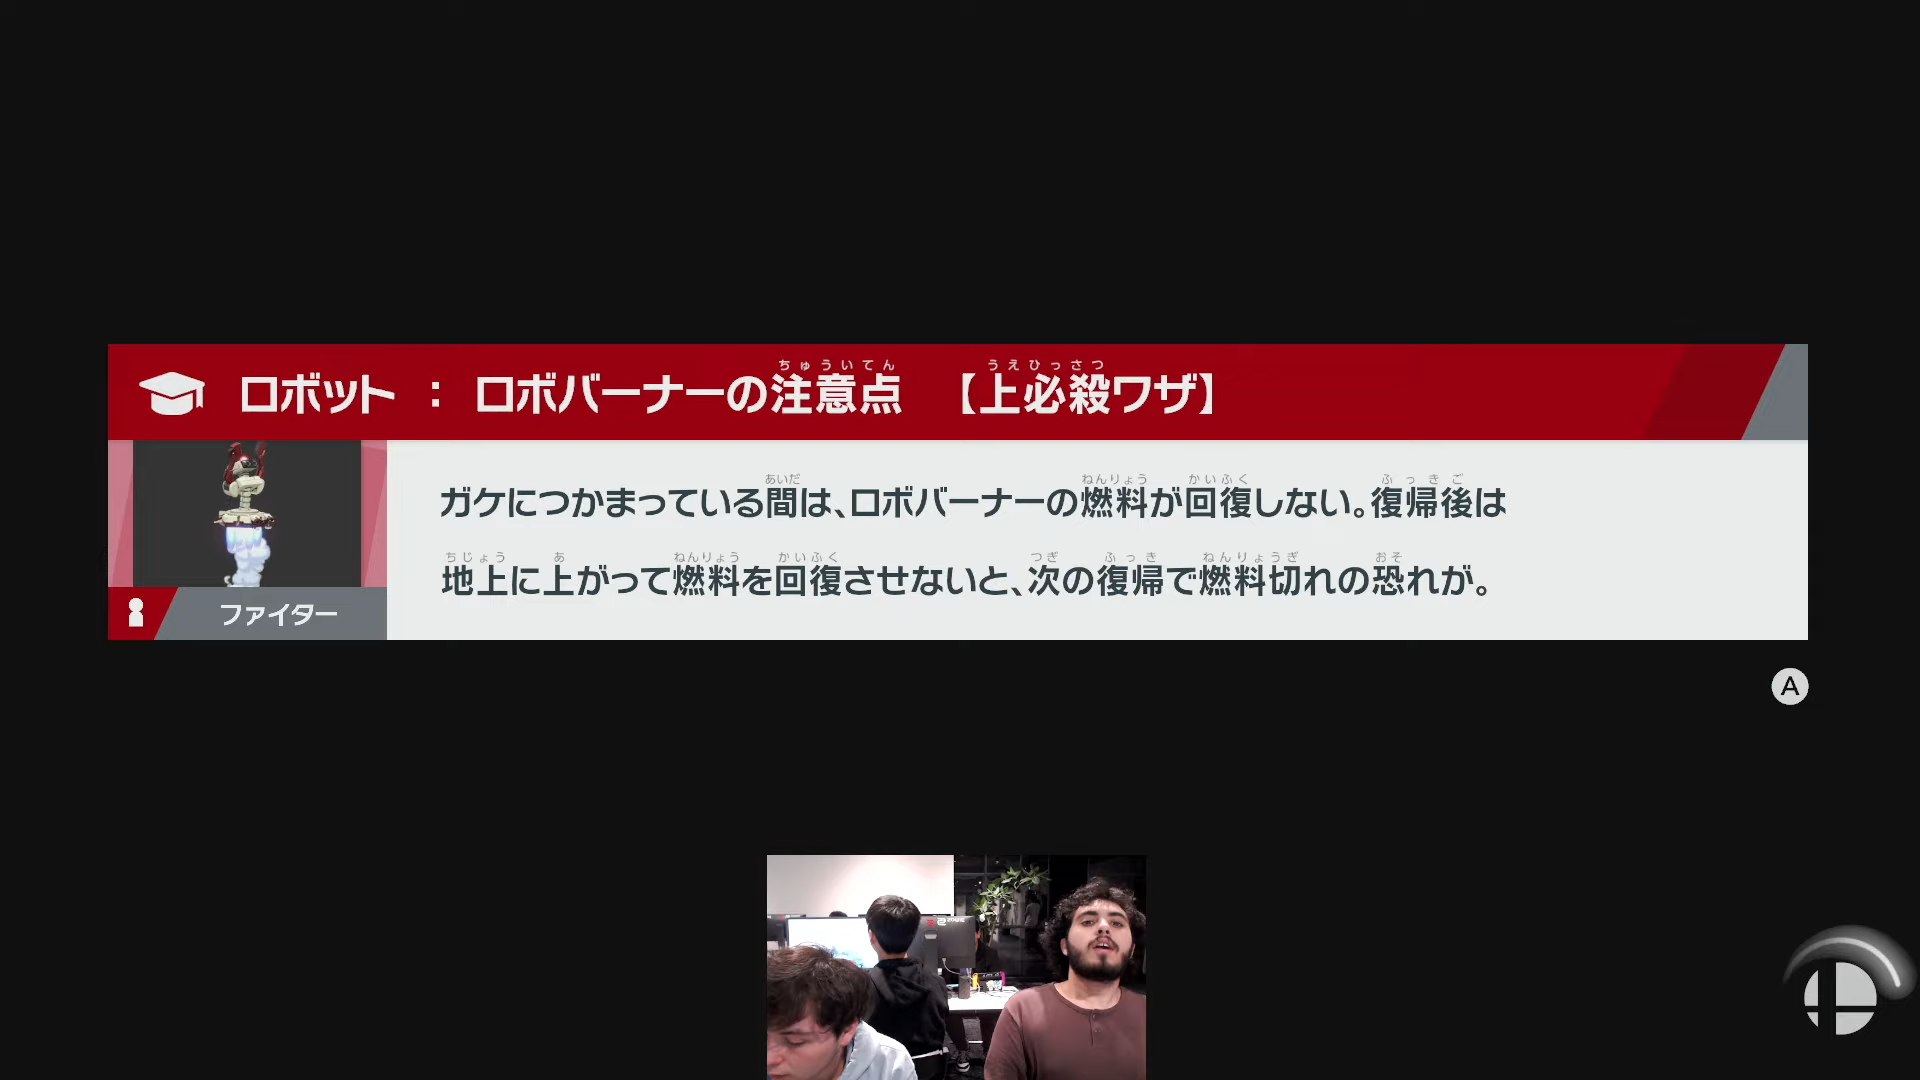 ちゅういてん うえひっさつ
ロボット : ロボバーナーの注意点 【上必殺ワザ】
あいだ ねんりょう かいふく ふっきご
ガケにつかまっている間は、ロボバーナーの燃料が回復しない。復帰後は
ちじょう あ ねんりょう かいふく つぎ ふっき ねんりょうぎ おそ
地上に上がって燃料を回復させないと、次の復帰で燃料切れの恐れが。
ファイター
A